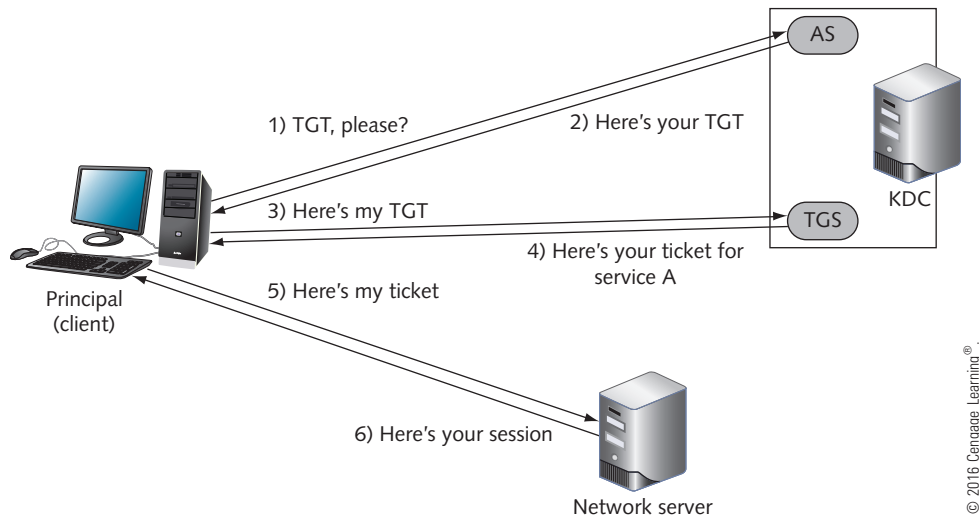 AS
1) TGT, please?
2) Here's your TGT
KDC
3) Here's my TGT
TGS
4) Here's your ticket for
service A
5) Here's my ticket
Principal
(client)
6) Here's your session
Network server
© 2016 Cengage Learning®.